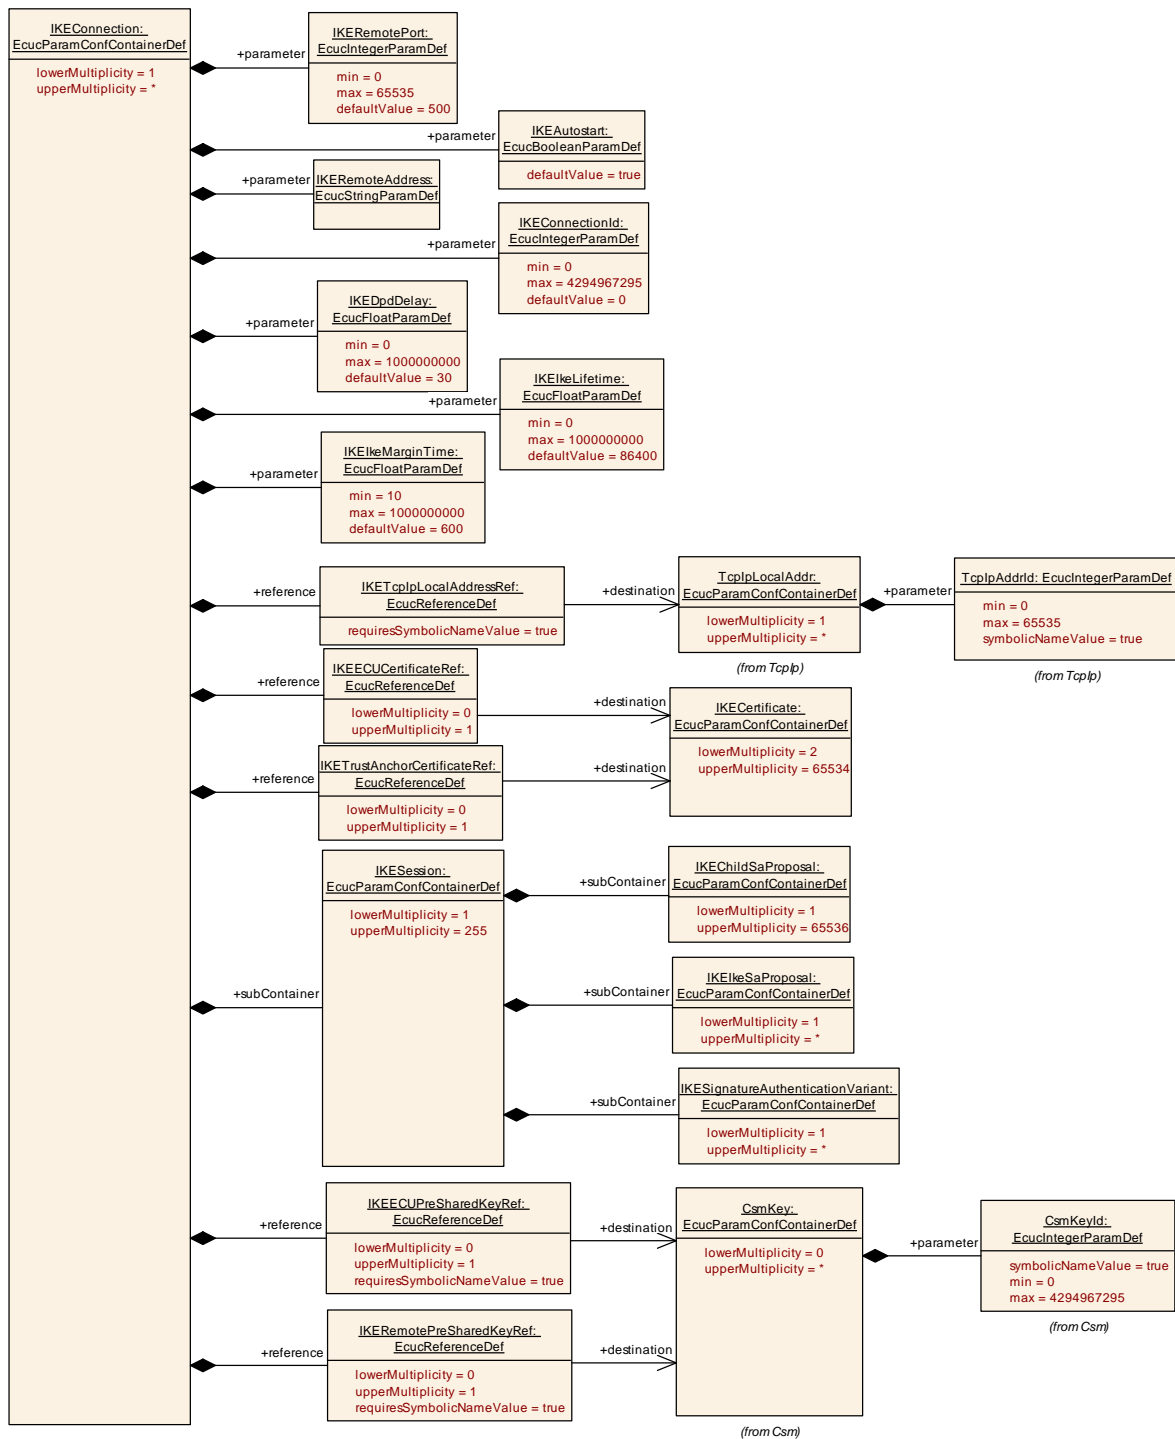 IKEConnection:
EcucParamConfContainerDef
lowerMultiplicity = 1
upperMultiplicity = *
+parameter
IKERemotePort:
EcucIntegerParamDef
min = 0
max = 65535
defaultValue = 500
+parameter
IKEAutostart:
EcucBooleanParamDef
defaultValue = true
+parameter
IKERemoteAddress:
EcucStringParamDef
+parameter
IKEConnectionId:
EcucIntegerParamDef
min = 0
max = 4294967295
defaultValue = 0
+parameter
IKEDpdDelay:
EcucFloatParamDef
min = 0
max = 1000000000
defaultValue = 30
+parameter
IKEIkeLifetime:
EcucFloatParamDef
min = 0
max = 1000000000
defaultValue = 86400
+parameter
IKEIkeMarginTime:
EcucFloatParamDef
min = 10
max = 1000000000
defaultValue = 600
+reference
IKETcpIpLocalAddressRef:
EcucReferenceDef
requiresSymbolicNameValue = true
+destination
TcpIpLocalAddr:
EcucParamConfContainerDef
lowerMultiplicity = 1
upperMultiplicity = *
(from TcpIp)
+parameter
TcpIpAddrId: EcucIntegerParamDef
min = 0
max = 65535
symbolicNameValue = true
(from TcpIp)
+reference
IKEECUCertificateRef:
EcucReferenceDef
lowerMultiplicity = 0
upperMultiplicity = 1
+destination
IKECertificate:
EcucParamConfContainerDef
lowerMultiplicity = 2
upperMultiplicity = 65534
+reference
IKETrustAnchorCertificateRef:
EcucReferenceDef
lowerMultiplicity = 0
upperMultiplicity = 1
+destination
+subContainer
IKESession:
EcucParamConfContainerDef
lowerMultiplicity = 1
upperMultiplicity = 255
+subContainer
IKEChildSaProposal:
EcucParamConfContainerDef
lowerMultiplicity = 1
upperMultiplicity = 65536
+subContainer
IKEIkeSaProposal:
EcucParamConfContainerDef
lowerMultiplicity = 1
upperMultiplicity = *
+subContainer
IKESignatureAuthenticationVariant:
EcucParamConfContainerDef
lowerMultiplicity = 1
upperMultiplicity = *
+reference
IKEECUPreSharedKeyRef:
EcucReferenceDef
lowerMultiplicity = 0
upperMultiplicity = 1
requiresSymbolicNameValue = true
+destination
CsmKey:
EcucParamConfContainerDef
lowerMultiplicity = 0
upperMultiplicity = *
(from Csm)
+parameter
CsmKeyId:
EcucIntegerParamDef
symbolicNameValue = true
min = 0
max = 4294967295
(from Csm)
+reference
IKERemotePreSharedKeyRef:
EcucReferenceDef
lowerMultiplicity = 0
upperMultiplicity = 1
requiresSymbolicNameValue = true
+destination